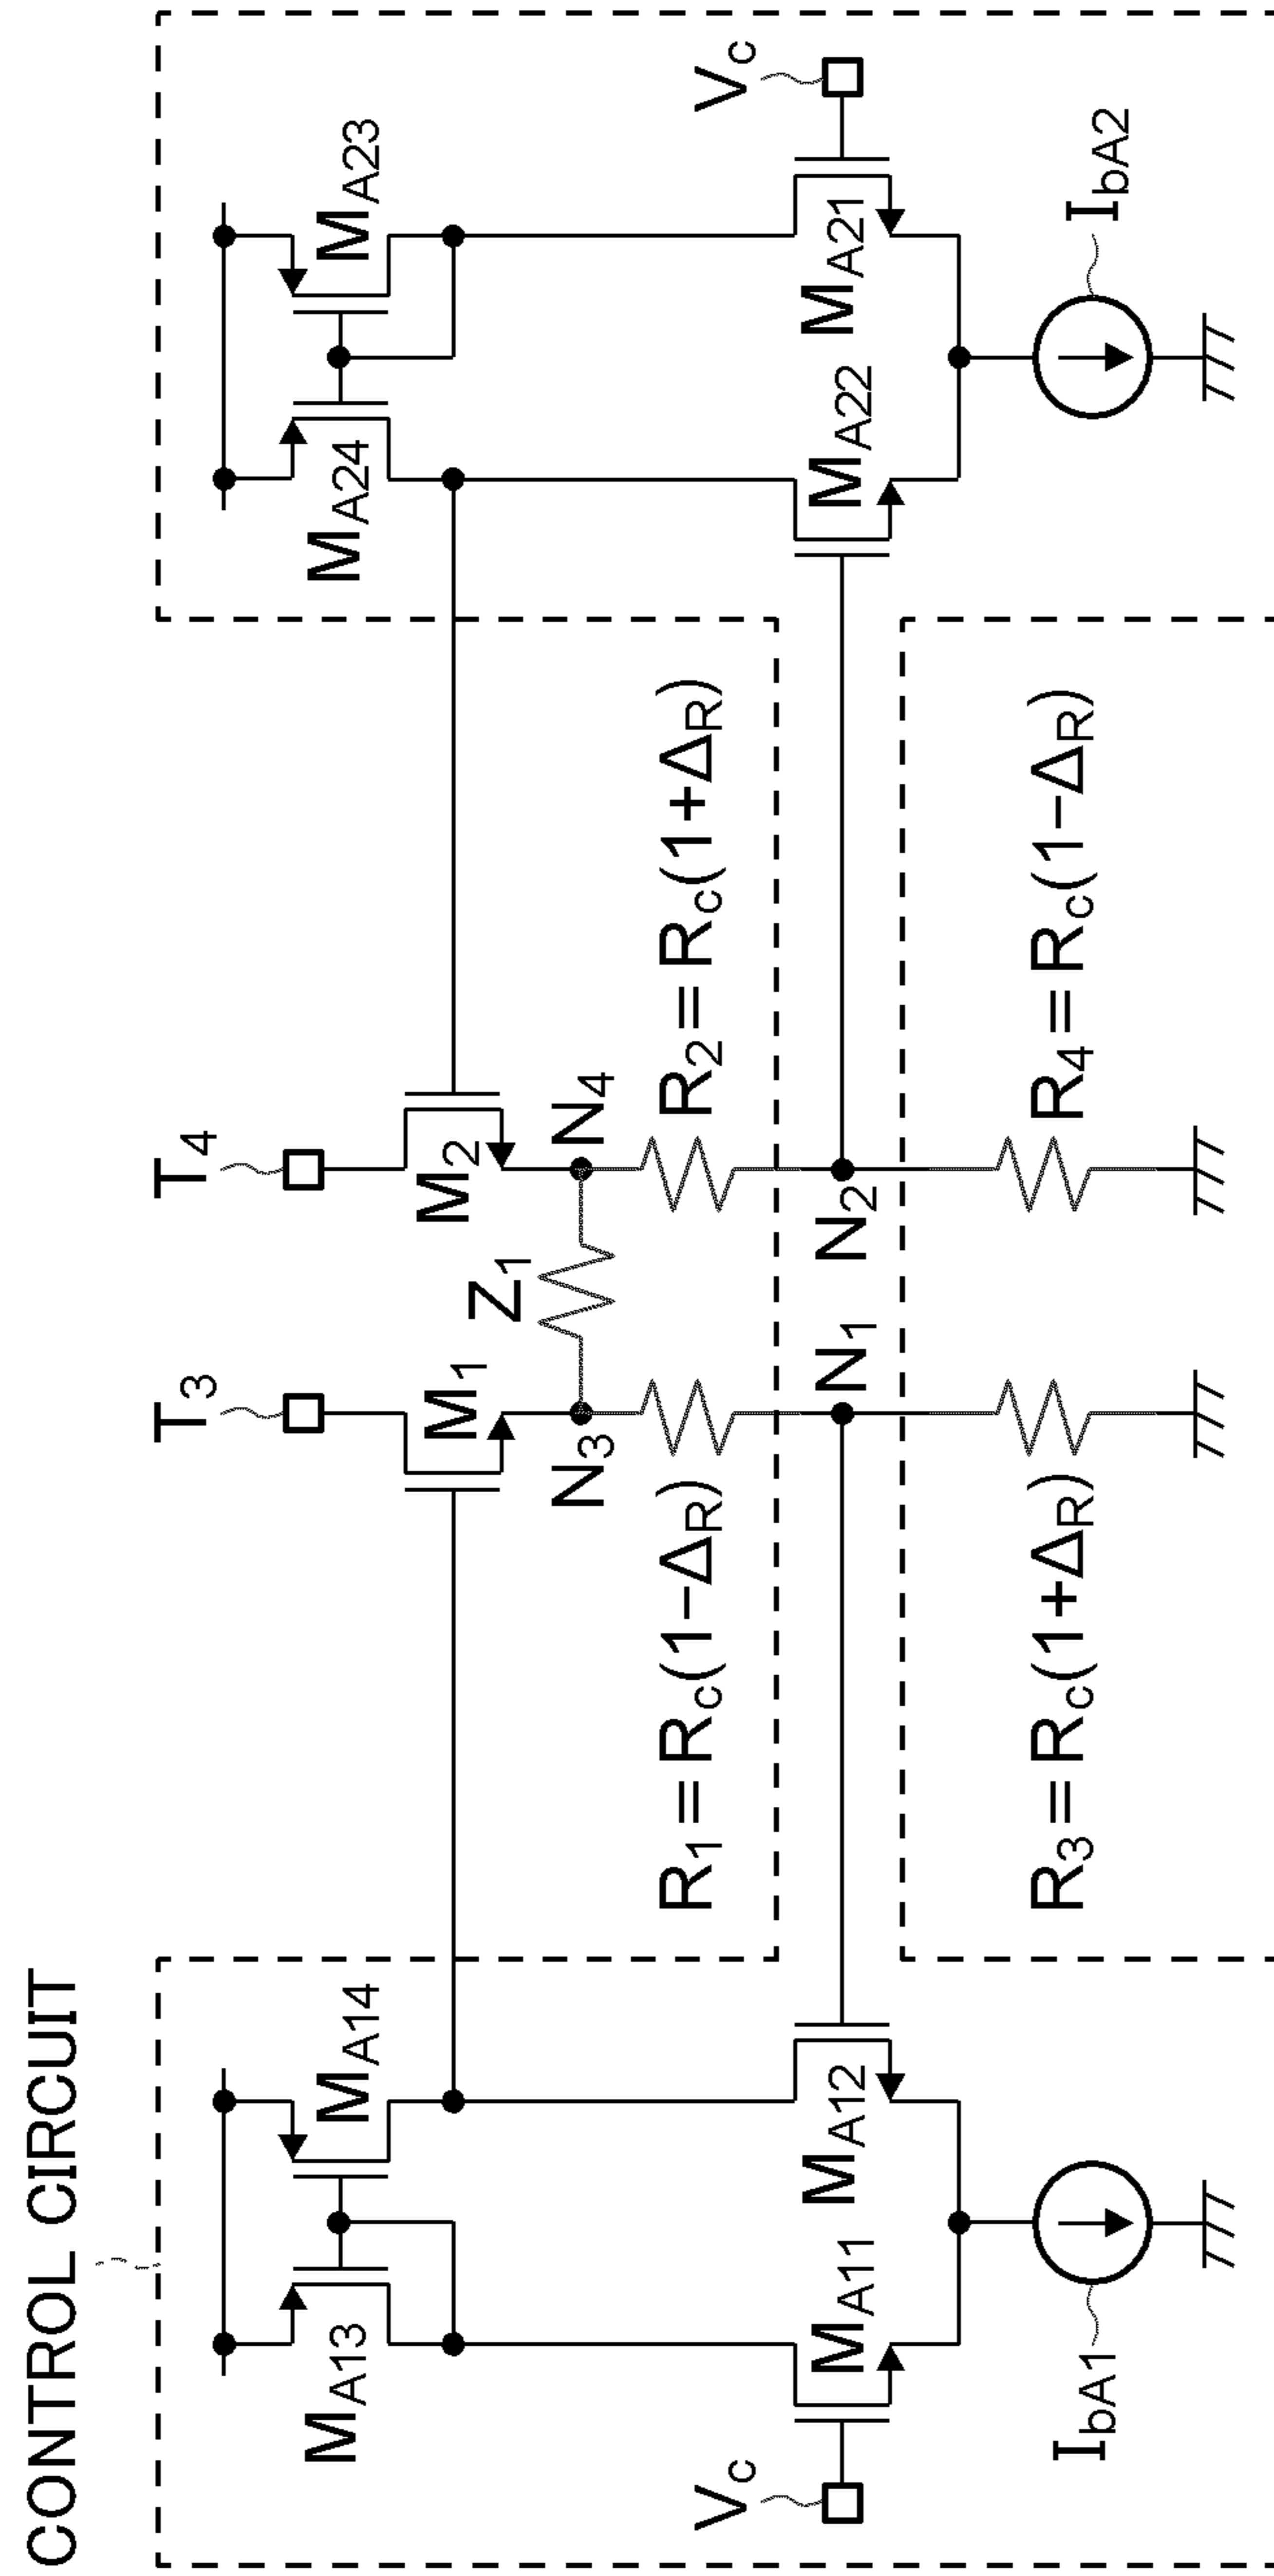 CONTROL CIRCUIT
MA13
MA14
MA24
MA23
T3
T4
M1
M2
Z1
N3
N4
R1=Rc(1−ΔR)
R2=Rc(1+ΔR)
Vc
MA11
MA12
N1
N2
MA22
MA21
Vc
R3=Rc(1+ΔR)
R4=Rc(1−ΔR)
IbA1
IbA2